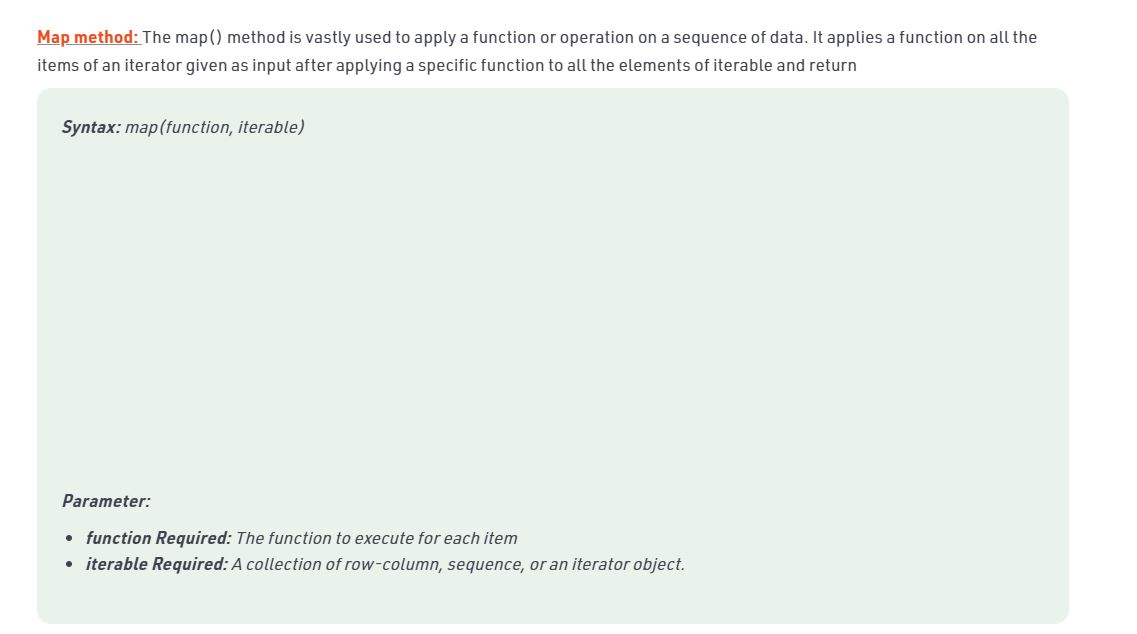 Map method: The map() method is vastly used to apply a function or operation on a sequence of data. It applies a function on all the
items of an iterator given as input after applying a specific function to all the elements of iterable and return
Syntax: map(function, iterable)
Parameter:
• function Required: The function to execute for each item
• iterable Required: A collection of row-column, sequence, or an iterator object.